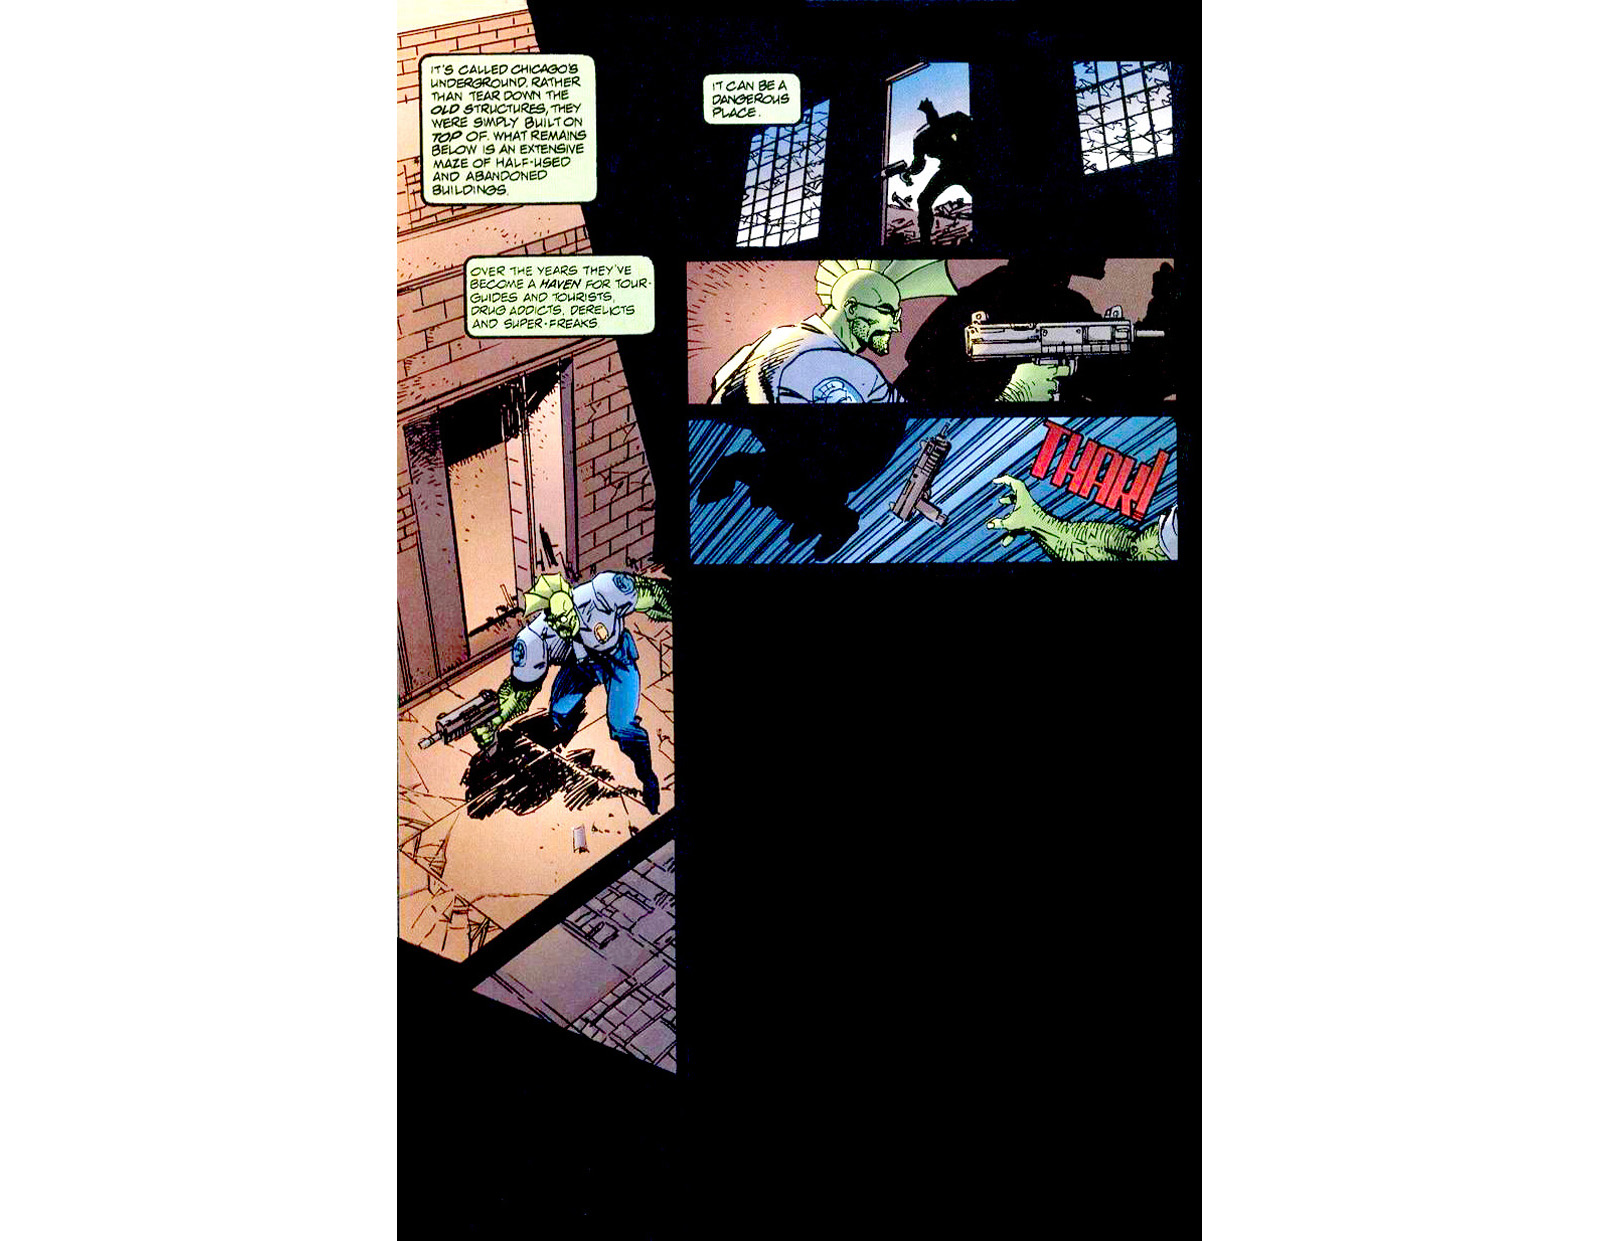 IT'S CALLED CHICAGO'S
UNDERGROUND. RATHER
THAN TEAR DOWN THE
OLD STRUCTURES, THEY
WERE SIMPLY BUILT ON
TOP OF. WHAT REMAINS
BELOW IS AN EXTENSIVE
MAZE OF HALF-USED
AND ABANDONED
BUILDINGS.
OVER THE YEARS THEY'VE
BECOME A HAVEN FOR TOUR-
GUIDES AND TOURISTS,
DRUG ADDICTS, DERELICTS
AND SUPER-FREAKS
IT CAN BE A
DANGEROUS
PLACE.
THAK!